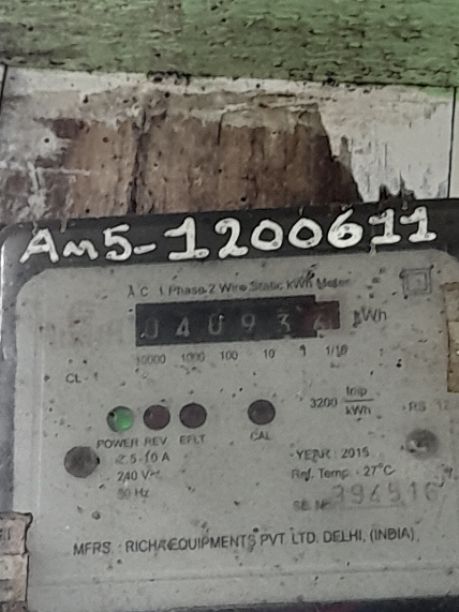 Am5-1200611
A C 1 Phase 2 Wire Static kWh Meter
04093 kWh
10000 1000 100 10 1 1/10
CL. 1
3200 imp/kWh
POWER REV. EFLT CAL
240 V~
50 Hz
YEAR : 2015
Ref. Temp. : 27°C
MFRS. : RICHA EQUIPMENTS PVT. LTD. DELHI, (INDIA)